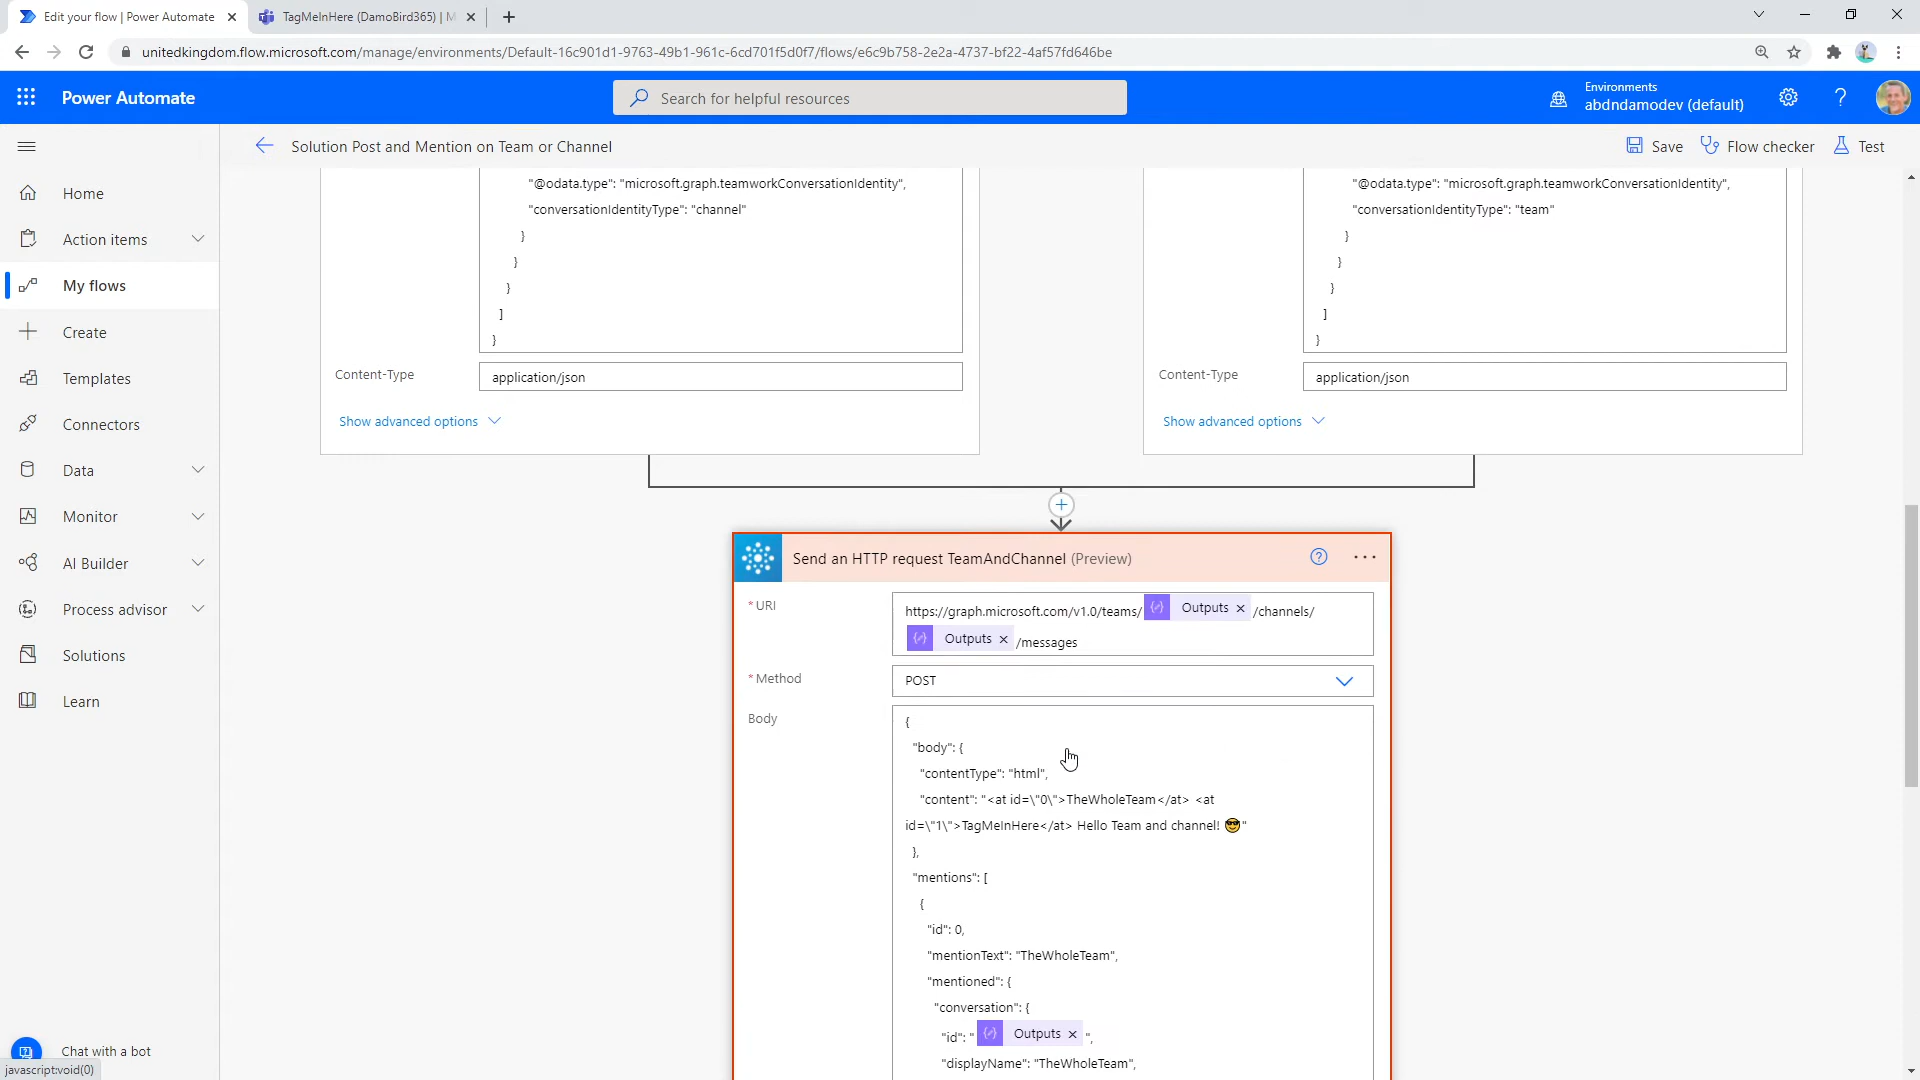 Edit your flow | Power Automate
TagMeInHere (DamoBird365) | M
unitedkingdom.flow.microsoft.com/manage/environments/Default-16c901d1-9763-49b1-961c-6cd701f5d0f7/flows/e6c9b758-2e2a-4737-bf22-4af57fd646be
Power Automate
Search for helpful resources
Environments
abdndamodev (default)
Solution Post and Mention on Team or Channel
Save
Flow checker
Test
Home
Action items
My flows
Create
Templates
Connectors
Data
Monitor
AI Builder
Process advisor
Solutions
Learn
Chat with a bot
javascript:void(0)
"@odata.type": "microsoft.graph.teamworkConversationIdentity",
"conversationIdentityType": "channel"
}
}
}
]
}
Content-Type
application/json
Show advanced options
"@odata.type": "microsoft.graph.teamworkConversationIdentity",
"conversationIdentityType": "team"
}
}
}
]
}
Content-Type
application/json
Show advanced options
Send an HTTP request TeamAndChannel (Preview)
* URI
https://graph.microsoft.com/v1.0/teams/ Outputs × /channels/
Outputs × /messages
* Method
POST
Body
{
"body": {
"contentType": "html",
"content": "<at id=\"0\">TheWholeTeam</at> <at
id=\"1\">TagMeInHere</at> Hello Team and channel! 😎"
},
"mentions": [
{
"id": 0,
"mentionText": "TheWholeTeam",
"mentioned": {
"conversation": {
"id": " Outputs × ",
"displayName": "TheWholeTeam",